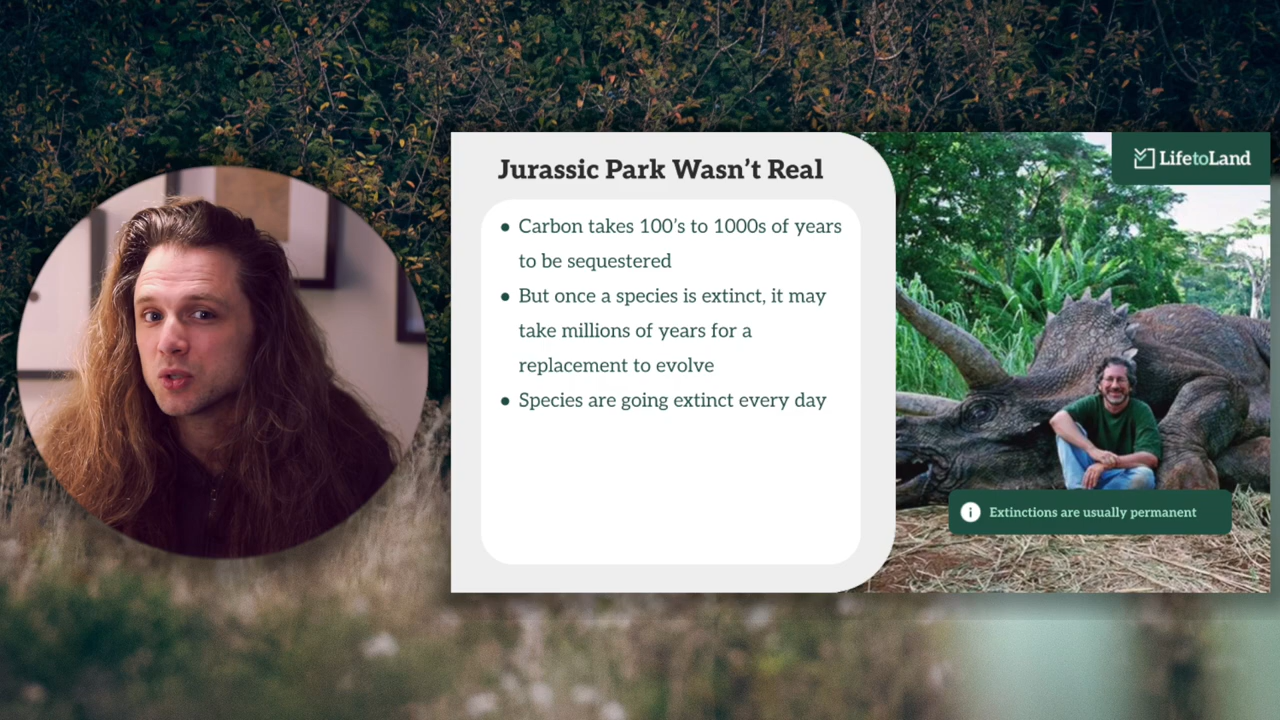 Jurassic Park Wasn't Real
LifetoLand
• Carbon takes 100's to 1000s of years
to be sequestered
• But once a species is extinct, it may
take millions of years for a
replacement to evolve
• Species are going extinct every day
Extinctions are usually permanent